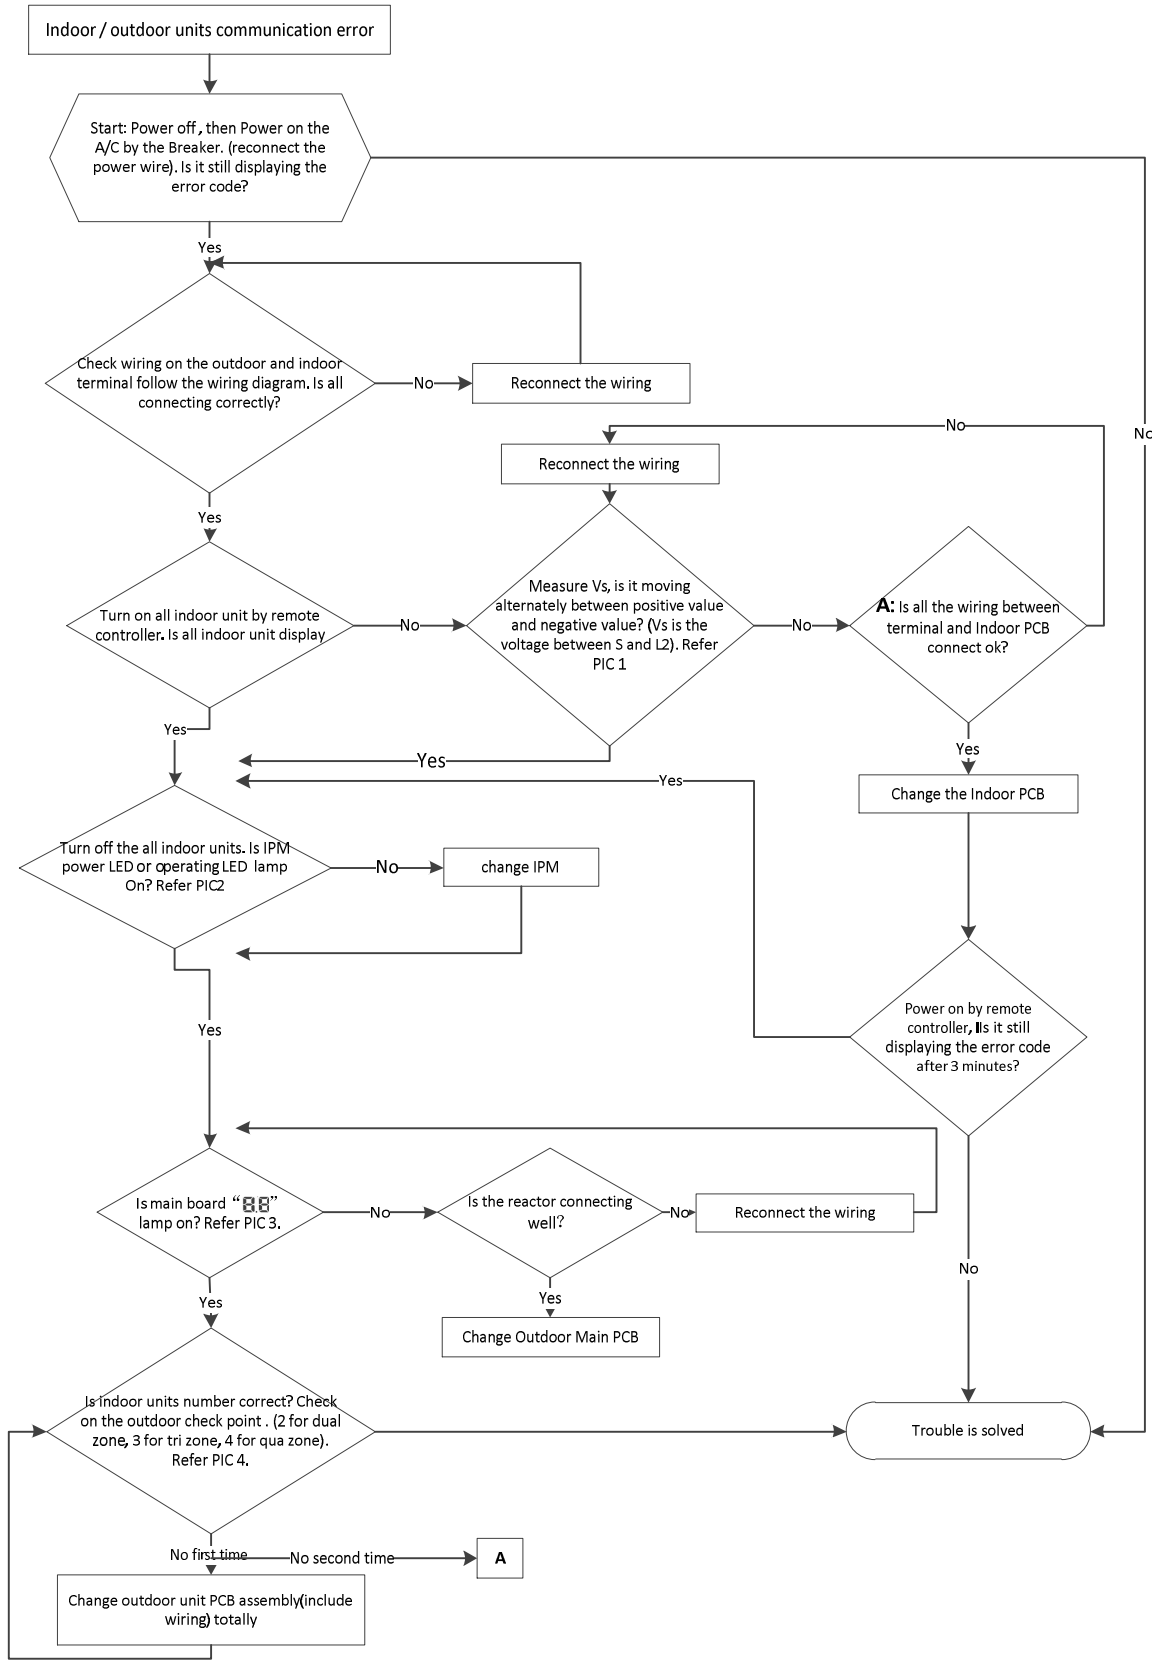 Indoor / outdoor units communication error
Start: Power off, then Power on the
A/C by the Breaker. (reconnect the
power wire). Is it still displaying the
error code?
Yes
Check wiring on the outdoor and indoor
terminal follow the wiring diagram. Is all
connecting correctly?
No
Reconnect the wiring
No
No
Reconnect the wiring
Yes
Turn on all indoor unit by remote
controller. Is all indoor unit display
No
Measure Vs, is it moving
alternately between positive value
and negative value? (Vs is the
voltage between S and L2). Refer
PIC 1
No
A: Is all the wiring between
terminal and Indoor PCB
connect ok?
Yes
Yes
Yes
Yes
Change the Indoor PCB
Turn off the all indoor units. Is IPM
power LED or operating LED lamp
On? Refer PIC2
No
change IPM
Yes
Power on by remote
controller, Is it still
displaying the error code
after 3 minutes?
Is main board “8.8”
lamp on? Refer PIC 3.
No
Is the reactor connecting
well?
No
Reconnect the wiring
No
Yes
Yes
Change Outdoor Main PCB
Is indoor units number correct? Check
on the outdoor check point . (2 for dual
zone, 3 for tri zone, 4 for qua zone).
Refer PIC 4.
Trouble is solved
No first time
No second time
A
Change outdoor unit PCB assembly(include
wiring) totally